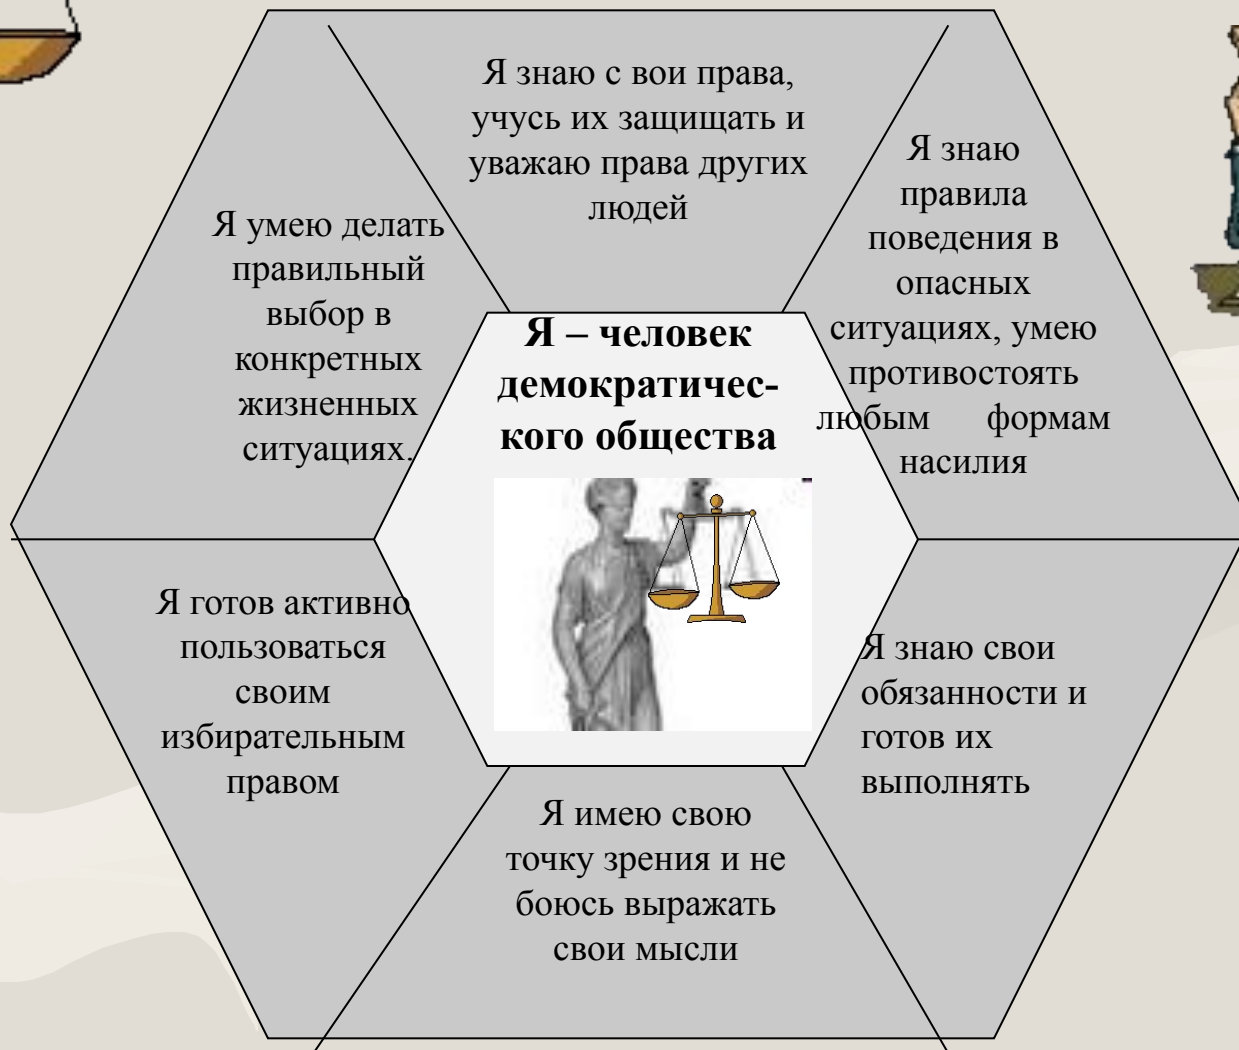 Я знаю с вои права,
учусь их защищать и
уважаю права других
людей
Я знаю
правила
поведения в
опасных
ситуациях, умею
противостоять
любым формам
насилия
Я умею делать
правильный
выбор в
конкретных
жизненных
ситуациях.
Я – человек
демократичес-
кого общества
Я готов активно
пользоваться
своим
избирательным
правом
Я знаю свои
обязанности и
готов их
выполнять
Я имею свою
точку зрения и не
боюсь выражать
свои мысли